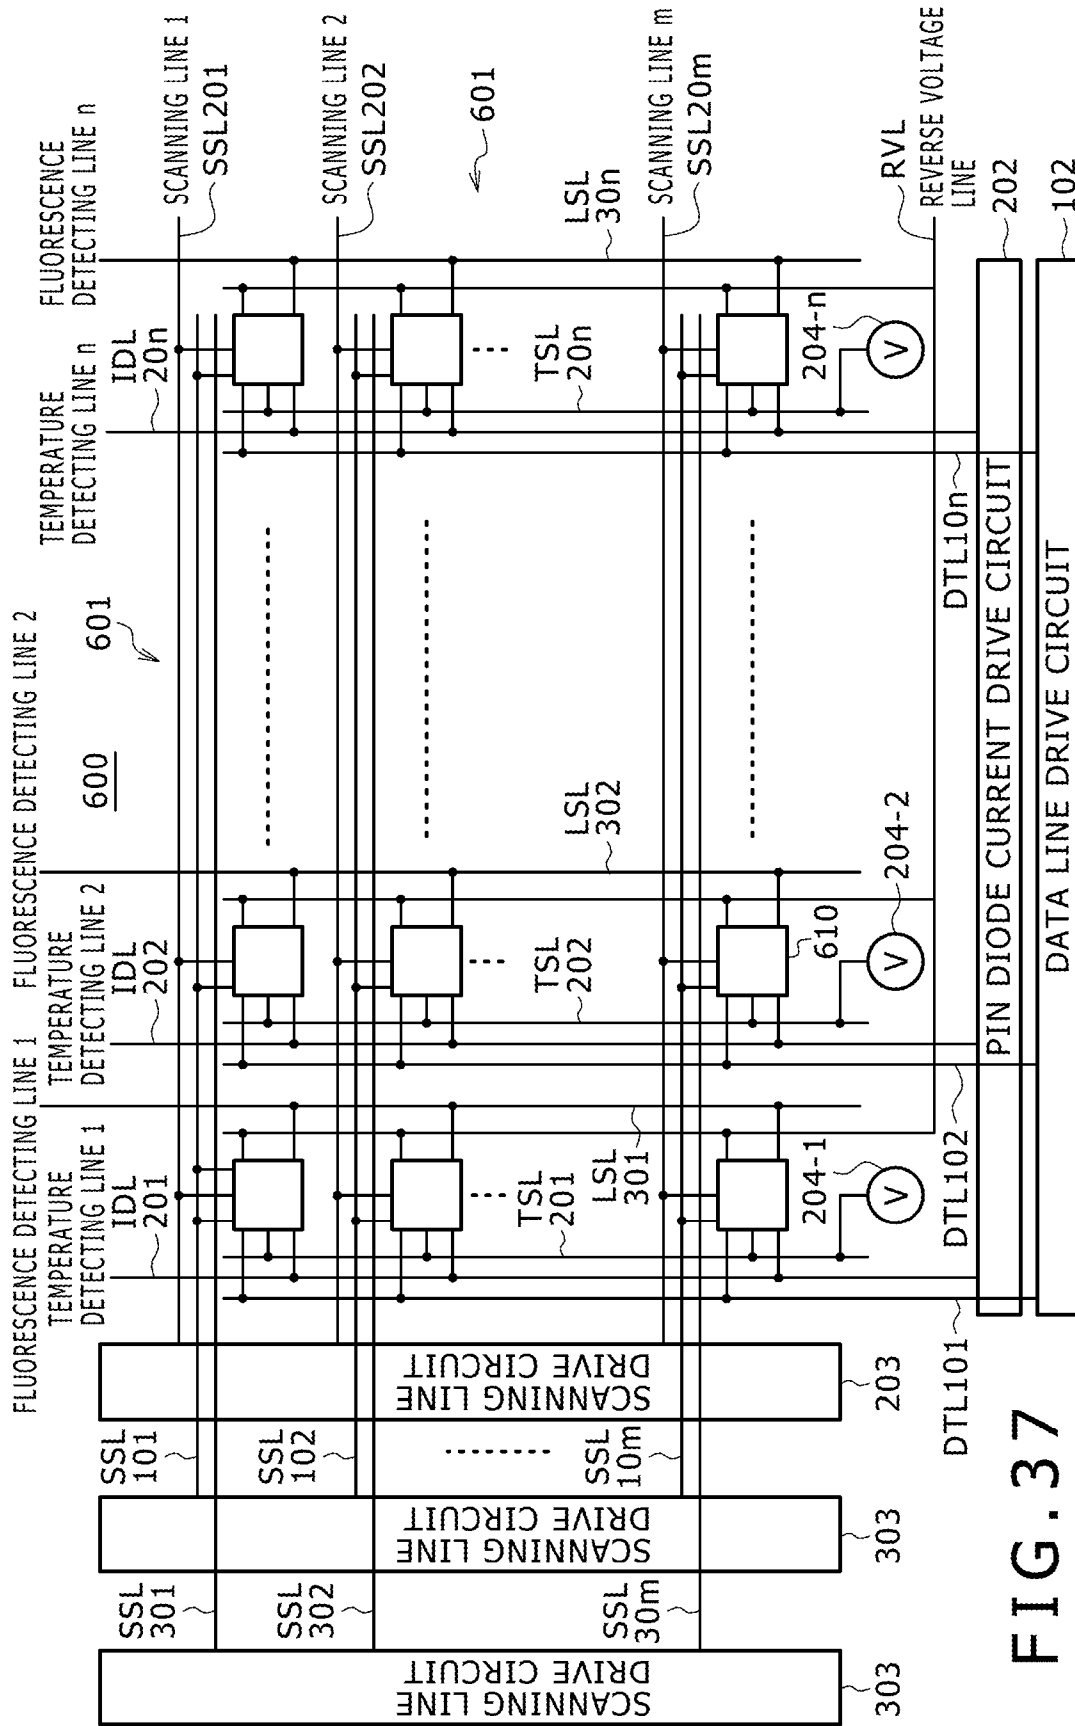 FLUORESCENCE DETECTING LINE 1
FLUORESCENCE DETECTING LINE 2
TEMPERATURE
DETECTING LINE 1
IDL
201
TEMPERATURE
DETECTING LINE 2
IDL
202
600
601
TEMPERATURE
DETECTING LINE n
IDL
20n
FLUORESCENCE
DETECTING LINE n
SCANNING LINE 1
SSL201
SCANNING LINE 2
SSL202
601
SSL
301
SSL
101
SSL
302
SSL
102
SSL
30m
SSL
10m
SCANNING LINE
DRIVE CIRCUIT
SCANNING LINE
DRIVE CIRCUIT
SCANNING LINE
DRIVE CIRCUIT
303
303
203
TSL
201
LSL
301
TSL
202
LSL
302
TSL
20n
LSL
30n
SCANNING LINE m
SSL20m
204-1
V
610
204-2
V
204-n
V
RVL
REVERSE VOLTAGE
LINE
DTL101
DTL102
DTL10n
PIN DIODE CURRENT DRIVE CIRCUIT
202
DATA LINE DRIVE CIRCUIT
102
FIG.37